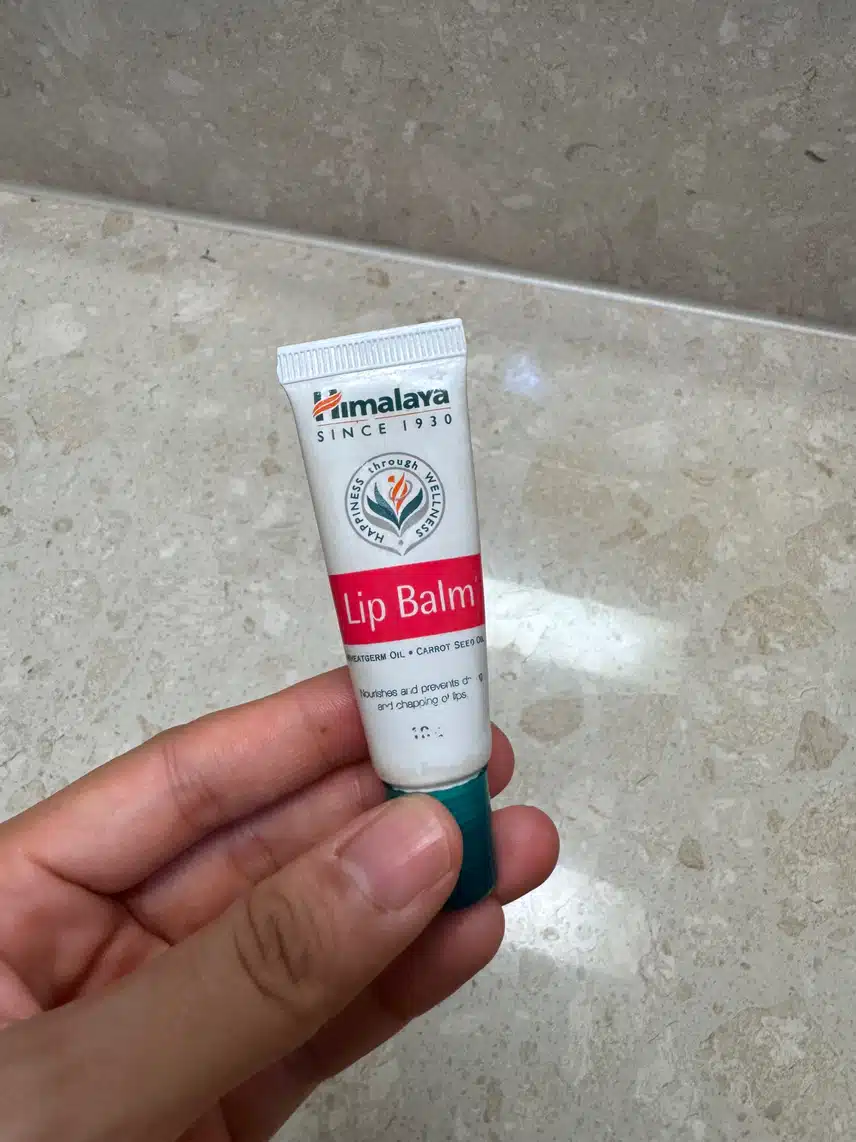 Himalaya
SINCE 1930
HAPPINESS through WELLNESS
Lip Balm
WHEATGERM OIL • CARROT SEED OIL
Nourishes and prevents
and chapping of lips